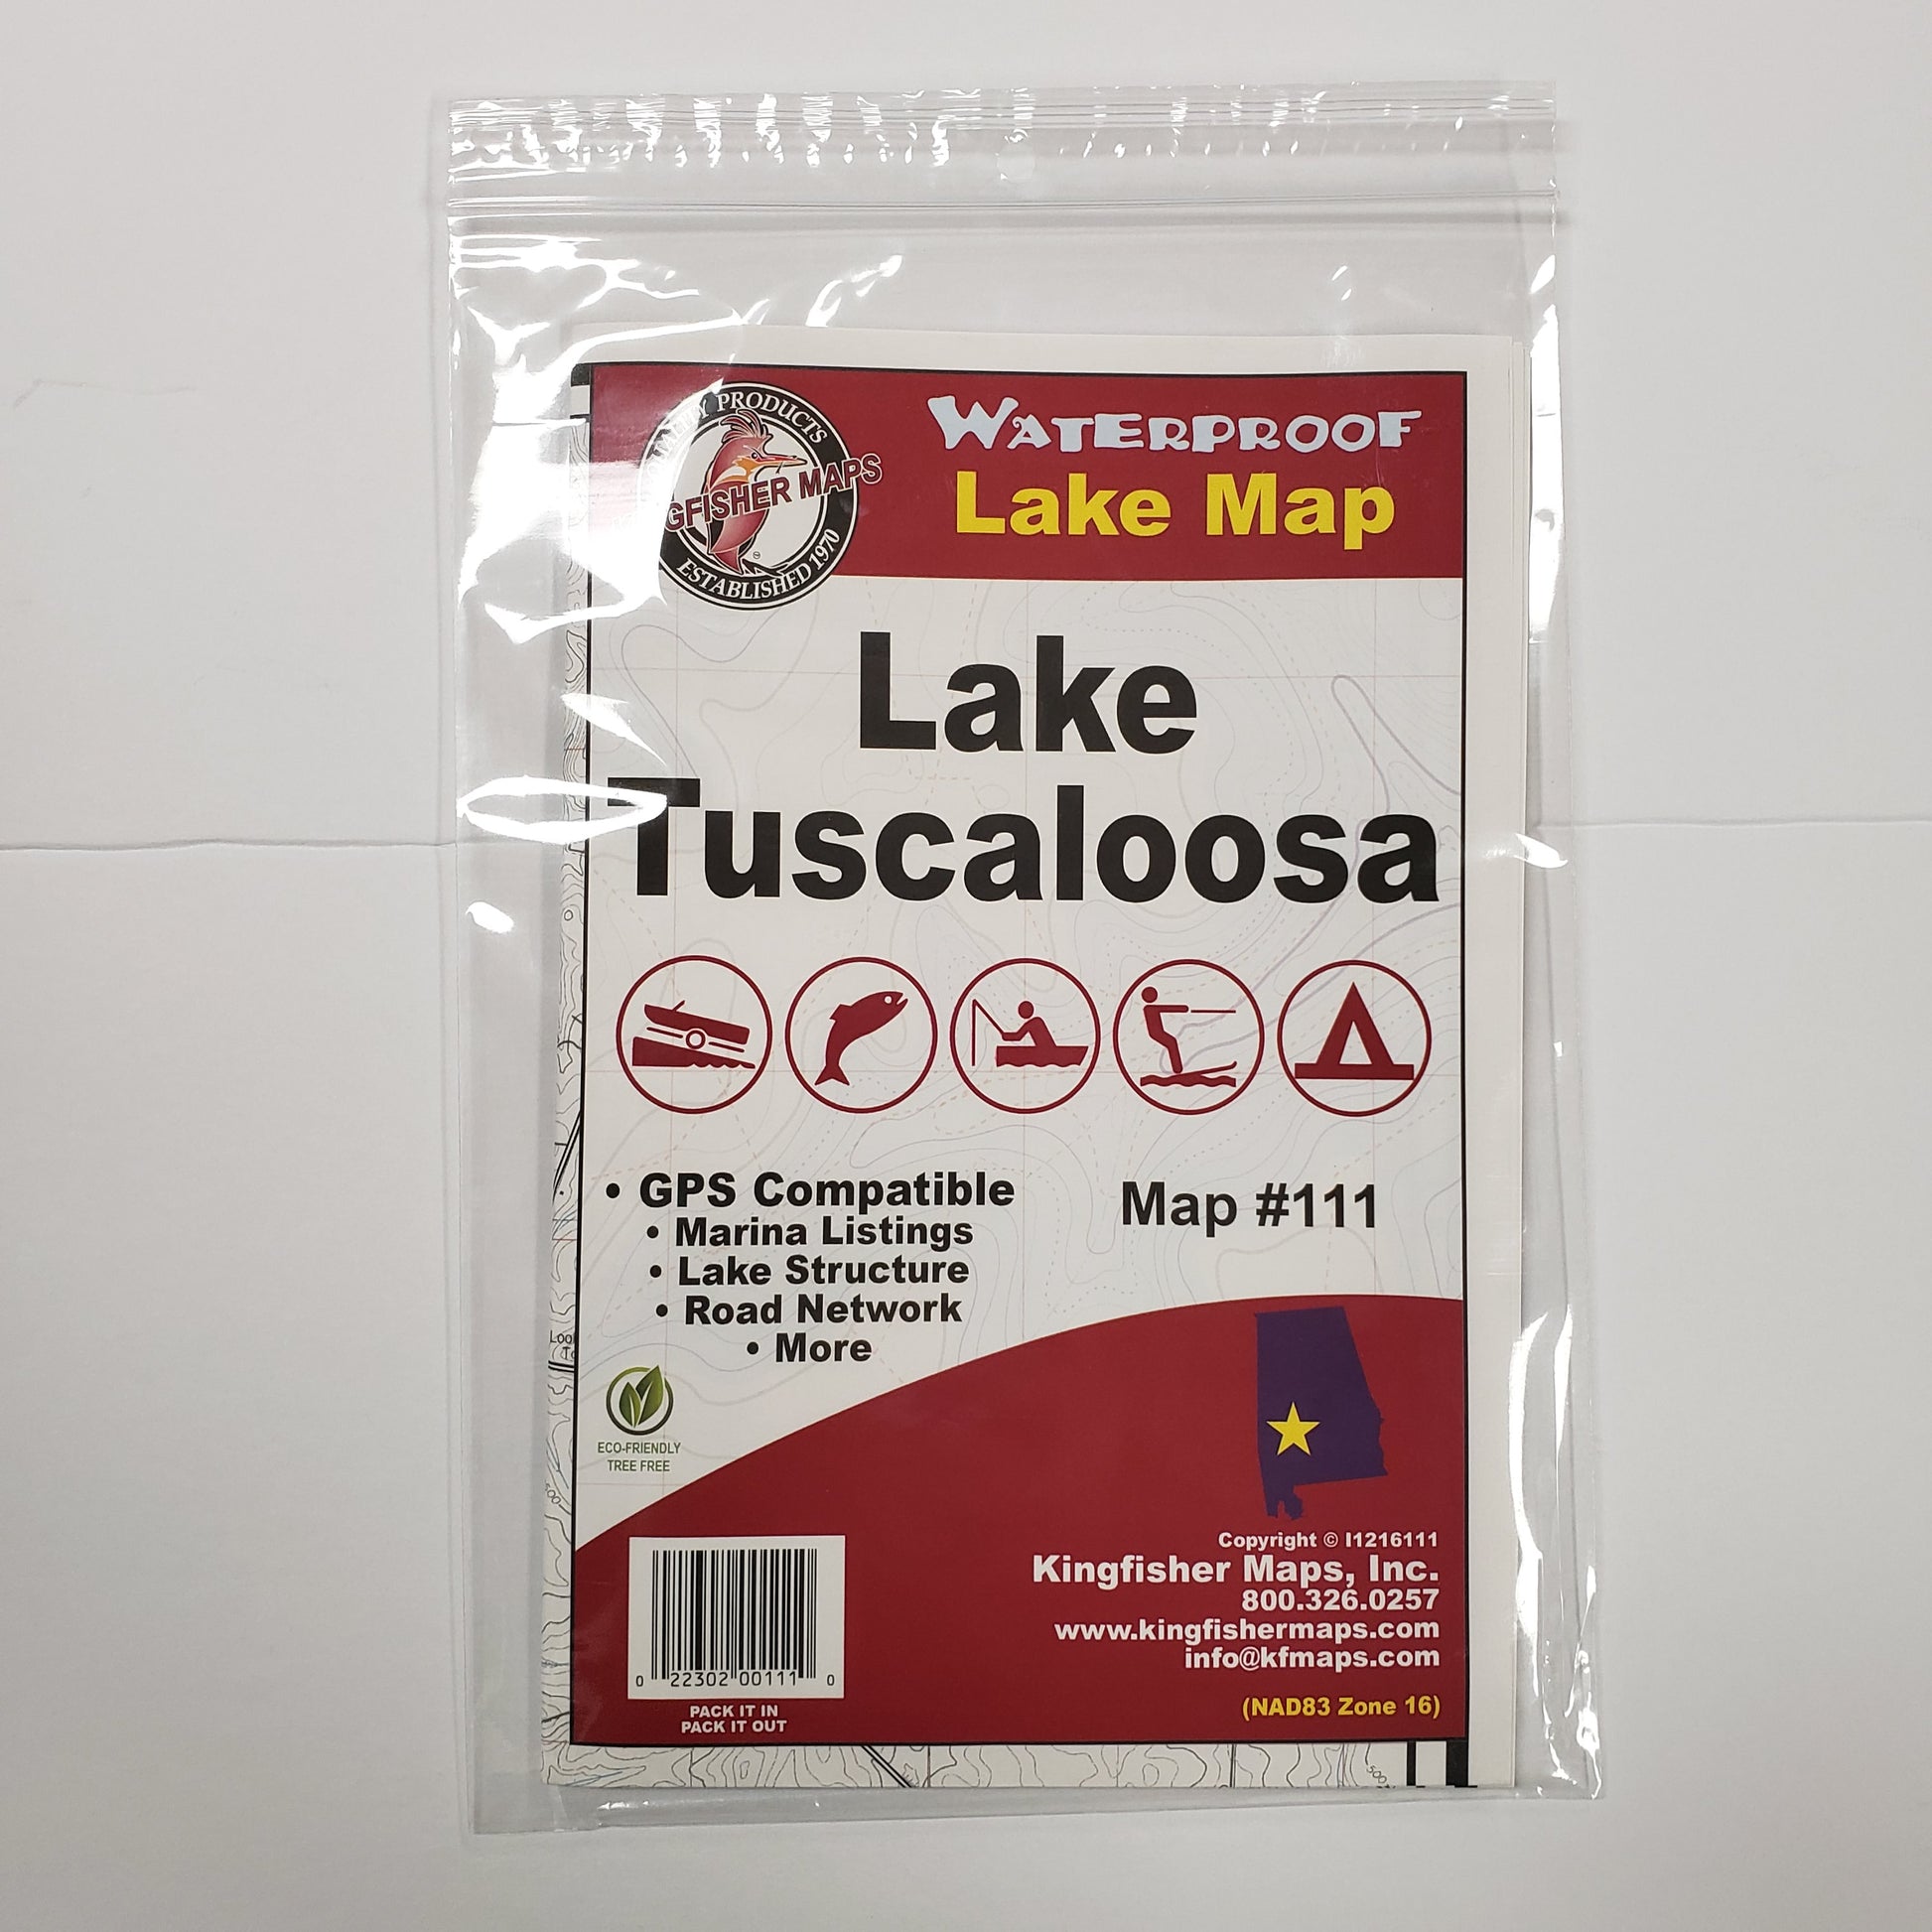 PRODUCTS
GFISHER MAPS
ESTABLISHED 1970
WATERPROOF
Lake Map
Lake
Tuscaloosa
• GPS Compatible
• Marina Listings
• Lake Structure
• Road Network
• More
Map #111
ECO-FRIENDLY
TREE FREE
Copyright © I1216111
Kingfisher Maps, Inc.
800.326.0257
www.kingfishermaps.com
info@kfmaps.com
(NAD83 Zone 16)
0 22302 00111 0
PACK IT IN
PACK IT OUT